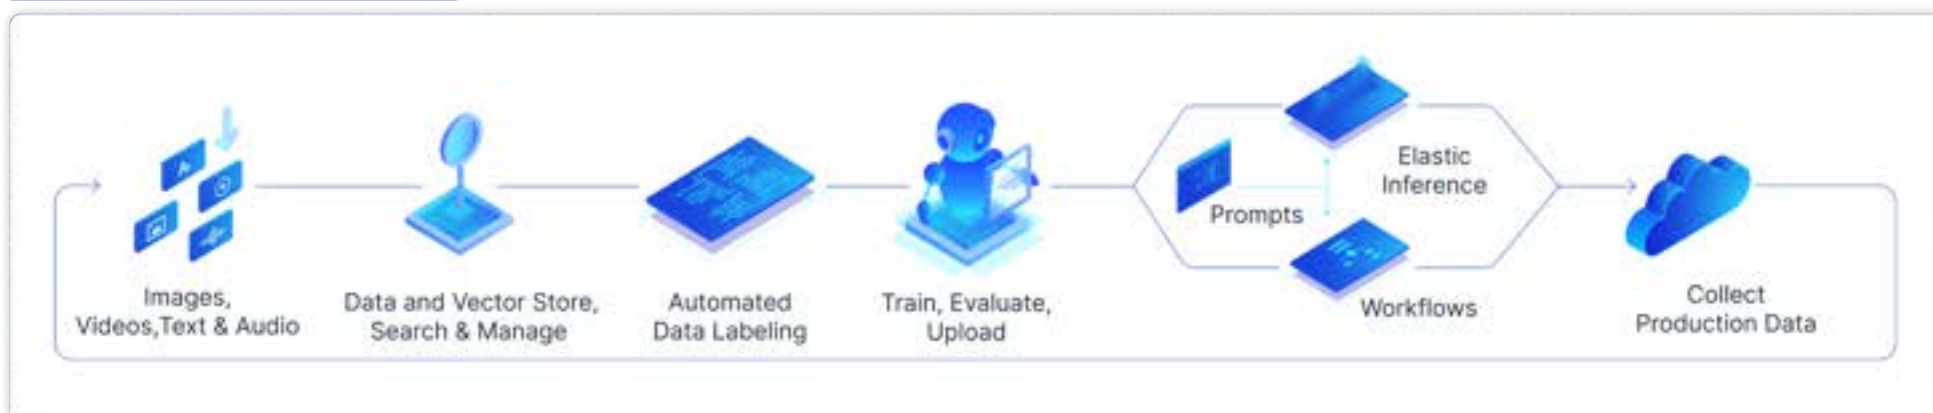 Images,
Videos,Text & Audio
Data and Vector Store,
Search & Manage
Automated
Data Labeling
Train, Evaluate,
Upload
Prompts
Elastic
Inference
Workflows
Collect
Production Data